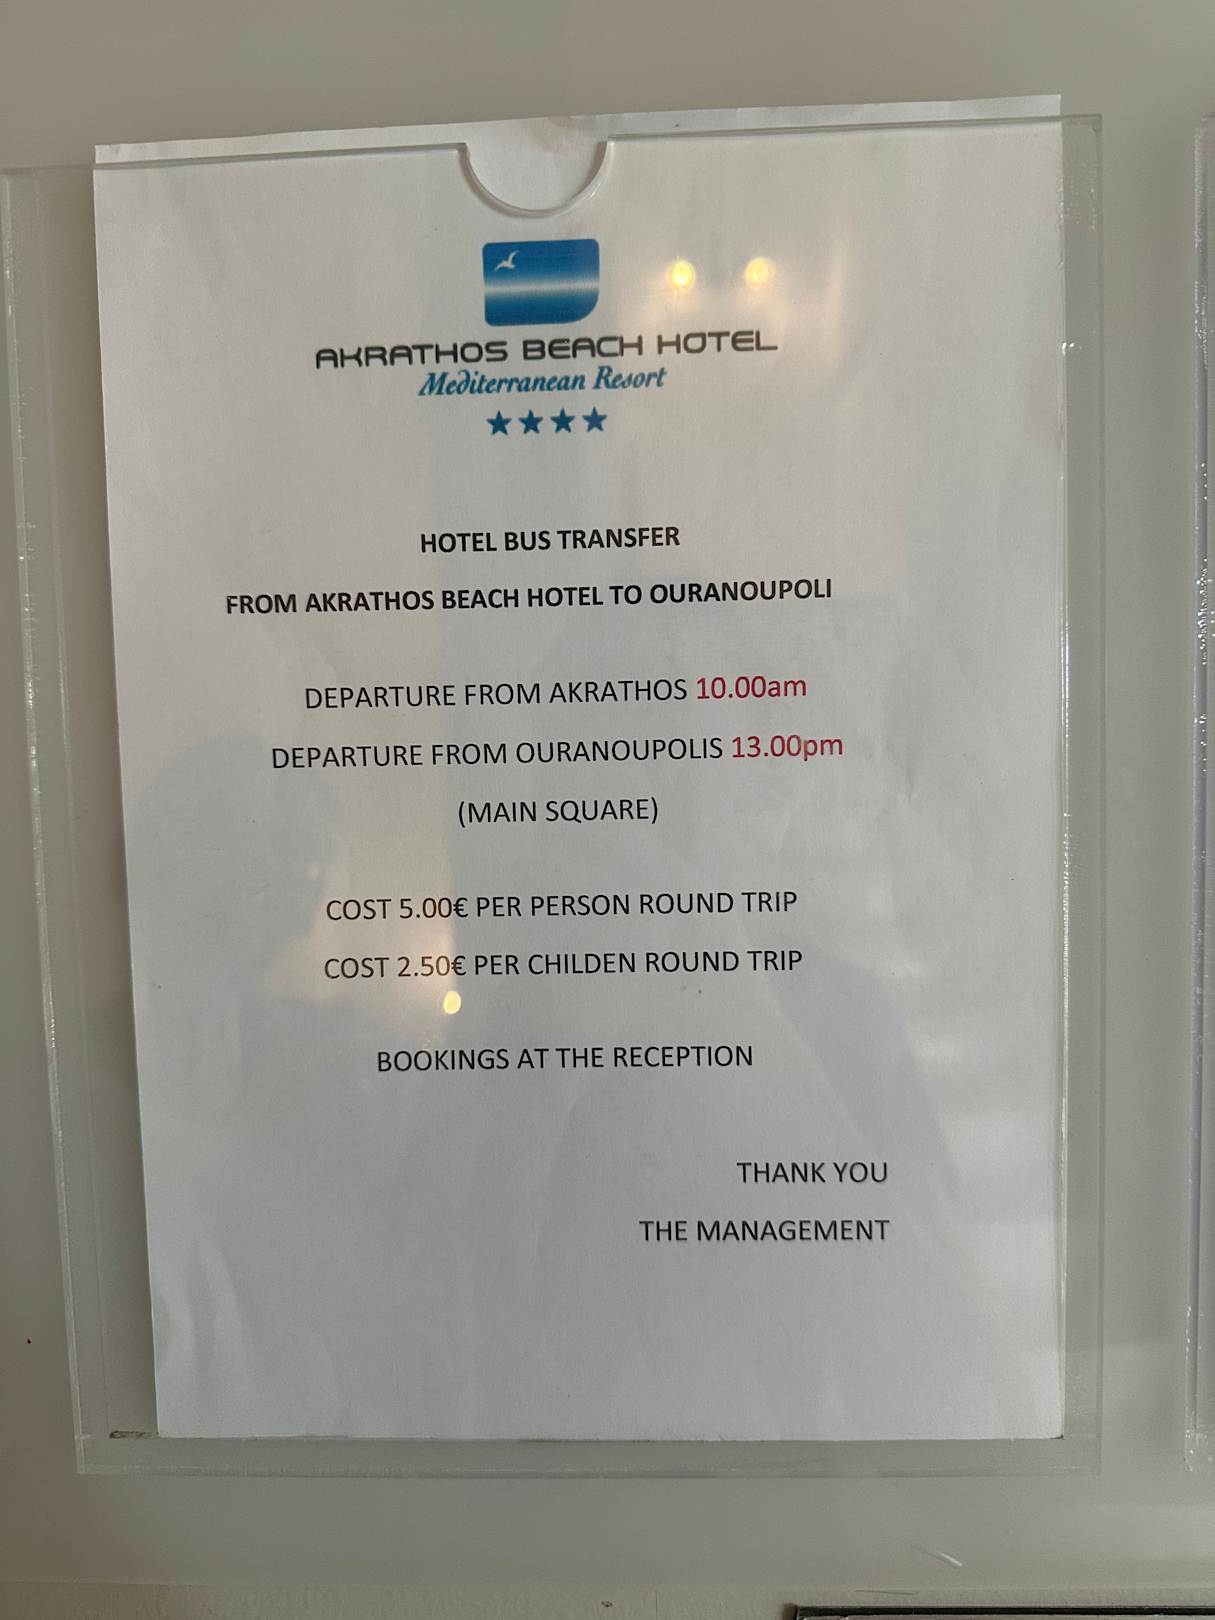 AKRATHOS BEACH HOTEL
Mediterranean Resort
HOTEL BUS TRANSFER
FROM AKRATHOS BEACH HOTEL TO OURANOUPOLI
DEPARTURE FROM AKRATHOS 10.00am
DEPARTURE FROM OURANOUPOLIS 13.00pm
(MAIN SQUARE)
COST 5.00€ PER PERSON ROUND TRIP
COST 2.50€ PER CHILDEN ROUND TRIP
BOOKINGS AT THE RECEPTION
THANK YOU
THE MANAGEMENT